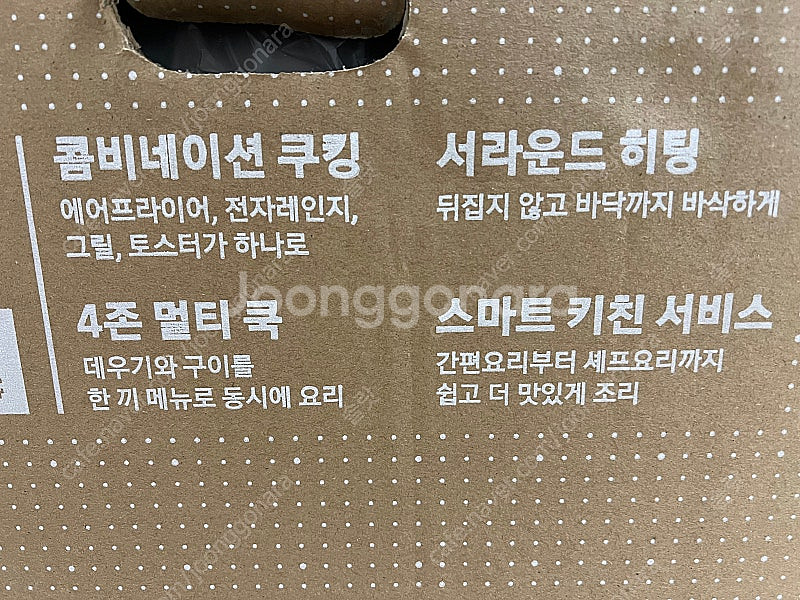 콤비네이션 쿠킹
에어프라이어, 전자레인지,
그릴, 토스터가 하나로
서라운드 히팅
뒤집지 않고 바닥까지 바삭하게
4존 멀티 쿡
데우기와 구이를
한 끼 메뉴로 동시에 요리
스마트 키친 서비스
간편요리부터 셰프요리까지
쉽고 더 맛있게 조리
Joonggonara